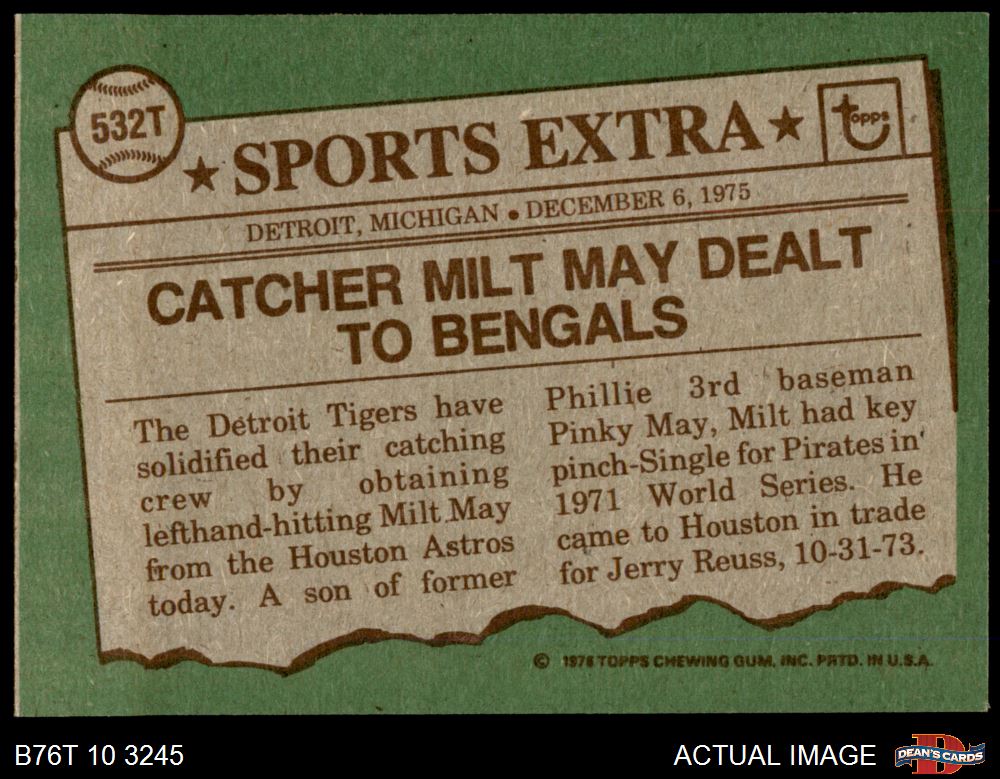 532T
★ SPORTS EXTRA ★
topps
DETROIT, MICHIGAN • DECEMBER 6, 1975
CATCHER MILT MAY DEALT
TO BENGALS
The Detroit Tigers have
solidified their catching
crew by obtaining
lefthand-hitting Milt May
from the Houston Astros
today. A son of former
Phillie 3rd baseman
Pinky May, Milt had key
pinch-Single for Pirates in
1971 World Series. He
came to Houston in trade
for Jerry Reuss, 10-31-73.
© 1976 TOPPS CHEWING GUM, INC. PRTD. IN U.S.A.
B76T 10 3245
ACTUAL IMAGE
DEAN'S CARDS